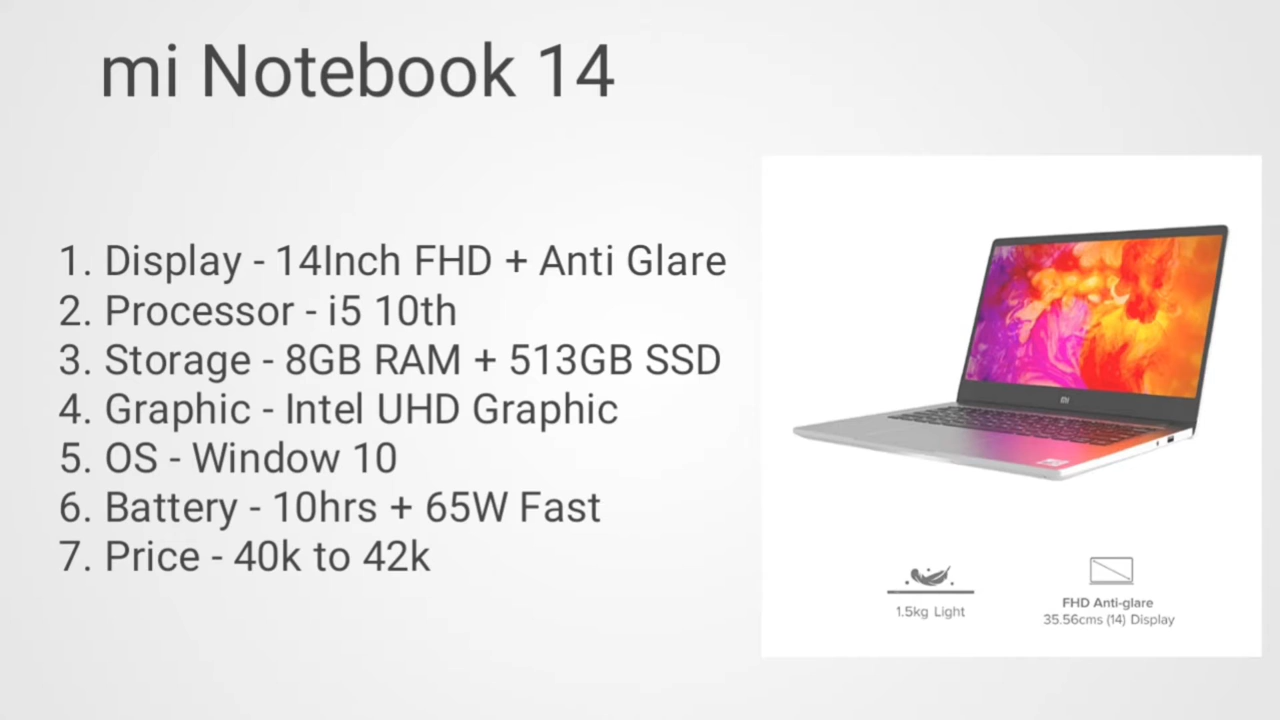 mi Notebook 14
1. Display - 14Inch FHD + Anti Glare
2. Processor - i5 10th
3. Storage - 8GB RAM + 513GB SSD
4. Graphic - Intel UHD Graphic
5. OS - Window 10
6. Battery - 10hrs + 65W Fast
7. Price - 40k to 42k
MI
1.5kg Light
FHD Anti-glare
35.56cms (14) Display